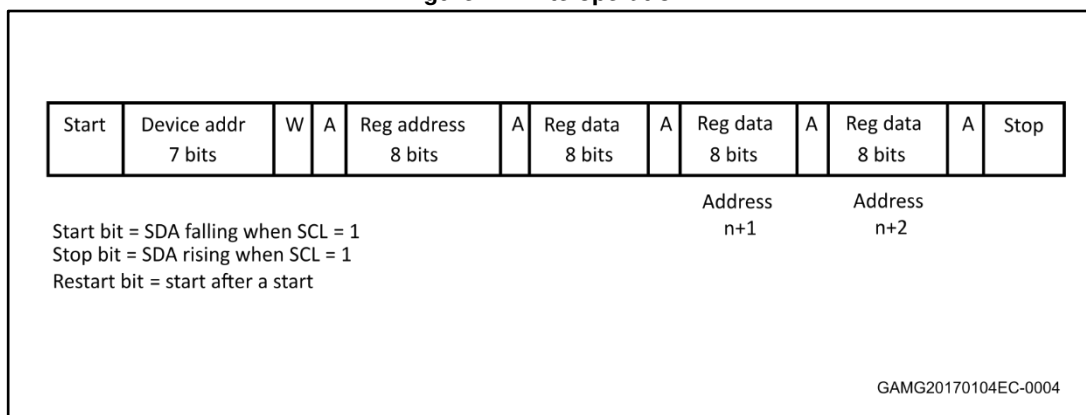 Start Device addr W A Reg address A Reg data A Reg data A Reg data A Stop
7 bits 8 bits 8 bits 8 bits 8 bits
Address Address
n+1 n+2
Start bit = SDA falling when SCL = 1
Stop bit = SDA rising when SCL = 1
Restart bit = start after a start
GAMG20170104EC-0004